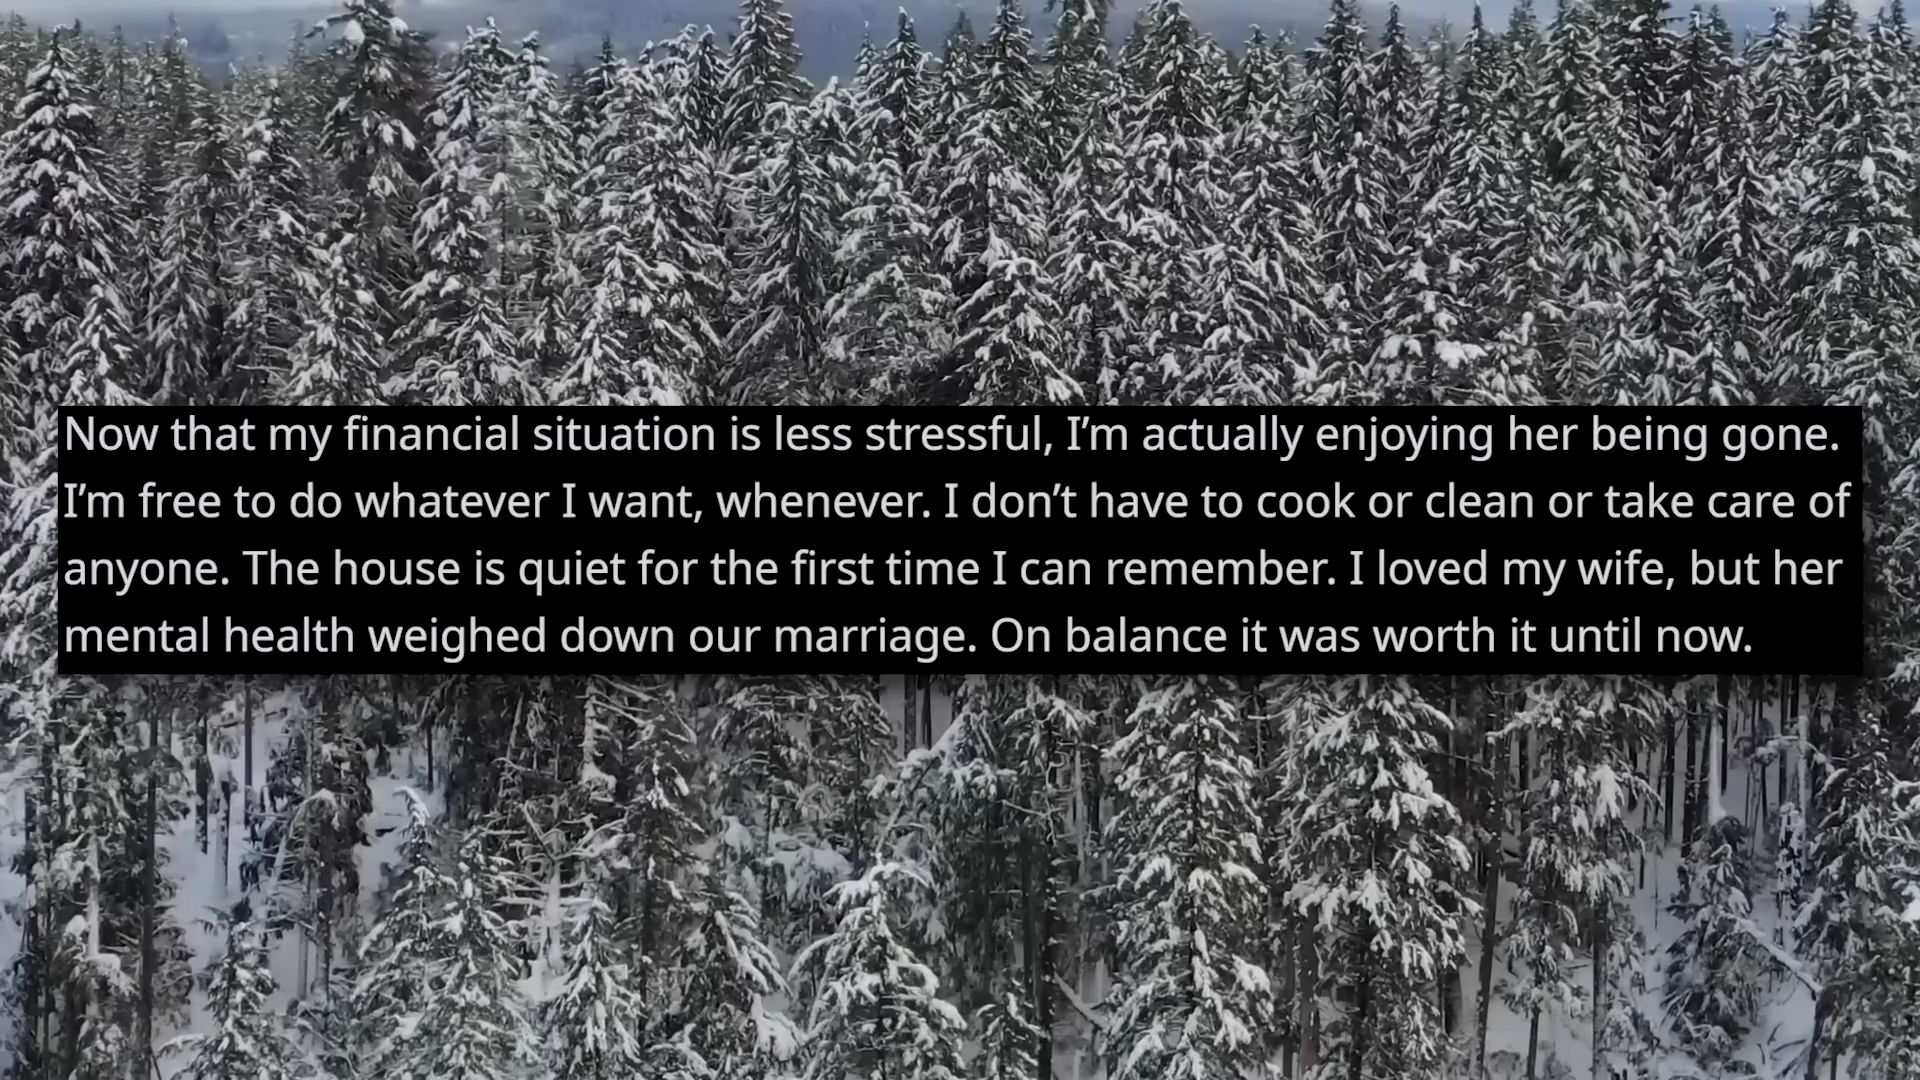 Now that my financial situation is less stressful, I’m actually enjoying her being gone.
I’m free to do whatever I want, whenever. I don’t have to cook or clean or take care of
anyone. The house is quiet for the first time I can remember. I loved my wife, but her
mental health weighed down our marriage. On balance it was worth it until now.